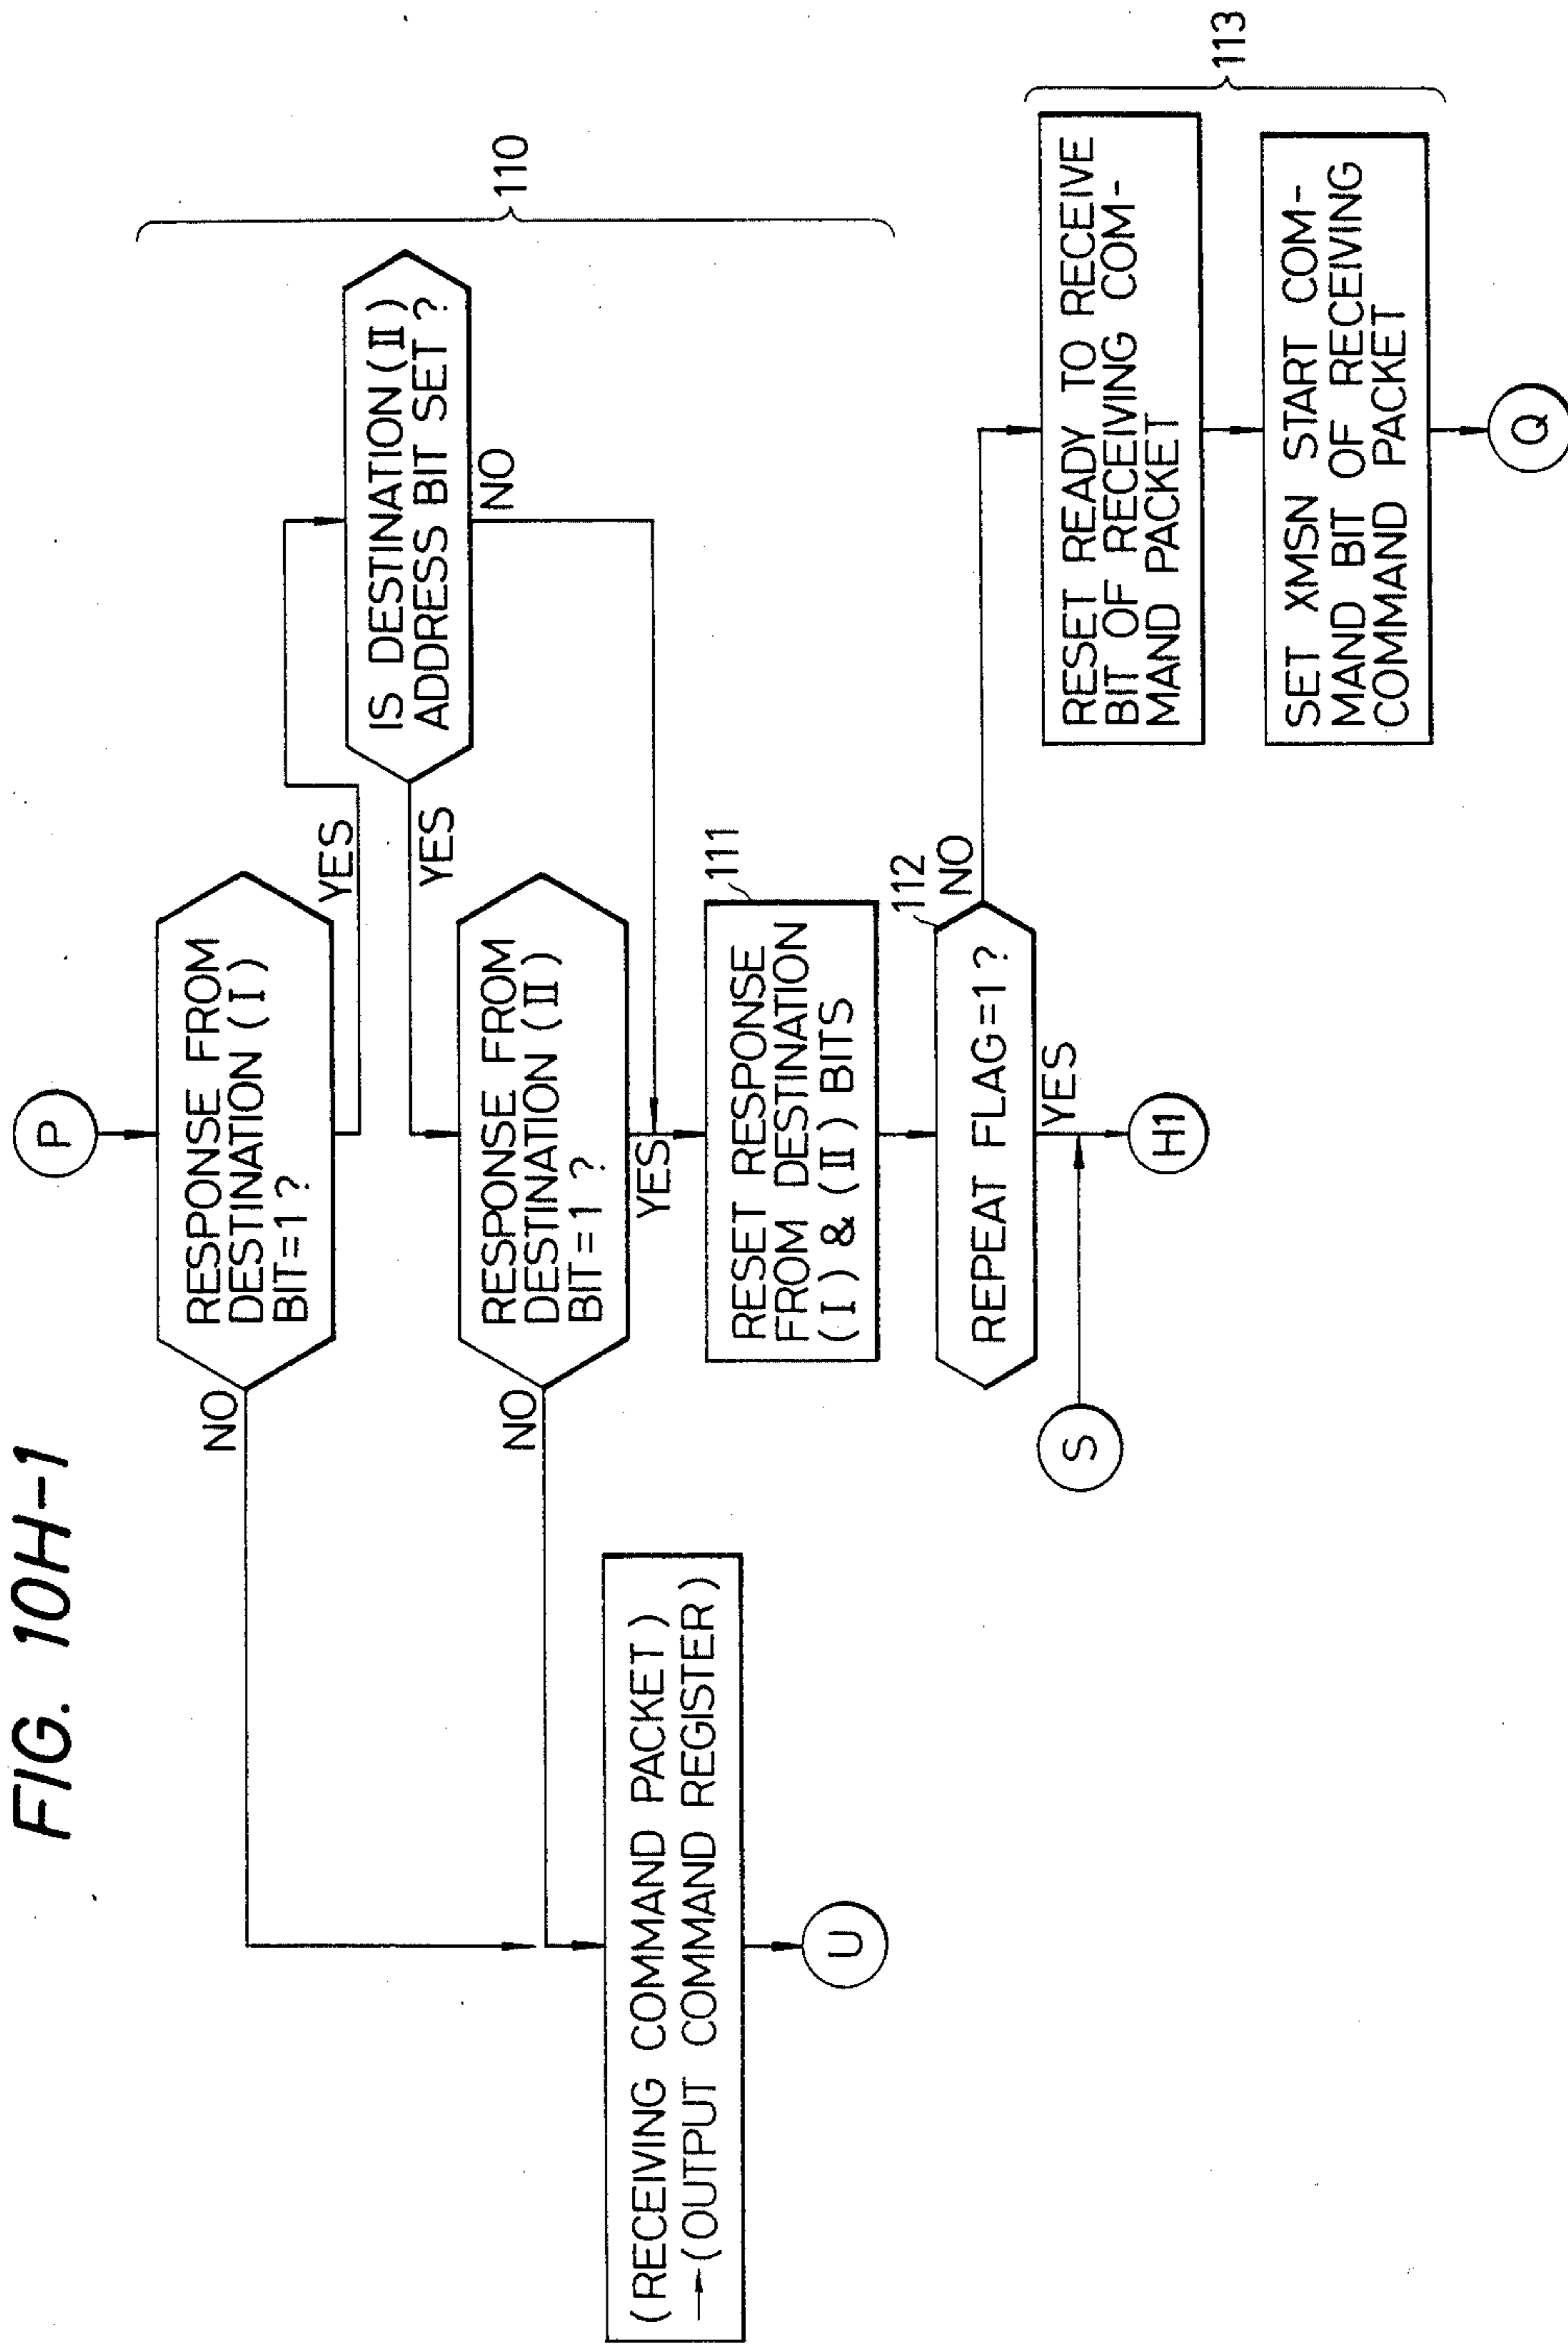 FIG. 10H-1
P
RESPONSE FROM
DESTINATION (I)
BIT=1?
NO
YES
IS DESTINATION (II)
ADDRESS BIT SET?
YES
NO
110
RESPONSE FROM
DESTINATION (II)
BIT=1?
NO
YES
(RECEIVING COMMAND PACKET)
→(OUTPUT COMMAND REGISTER)
U
111
RESET RESPONSE
FROM DESTINATION
(I) & (II) BITS
112
REPEAT FLAG=1?
NO
YES
S
H1
RESET READY TO RECEIVE
BIT OF RECEIVING COM-
MAND PACKET
SET XMSN START COM-
MAND BIT OF RECEIVING
COMMAND PACKET
113
Q